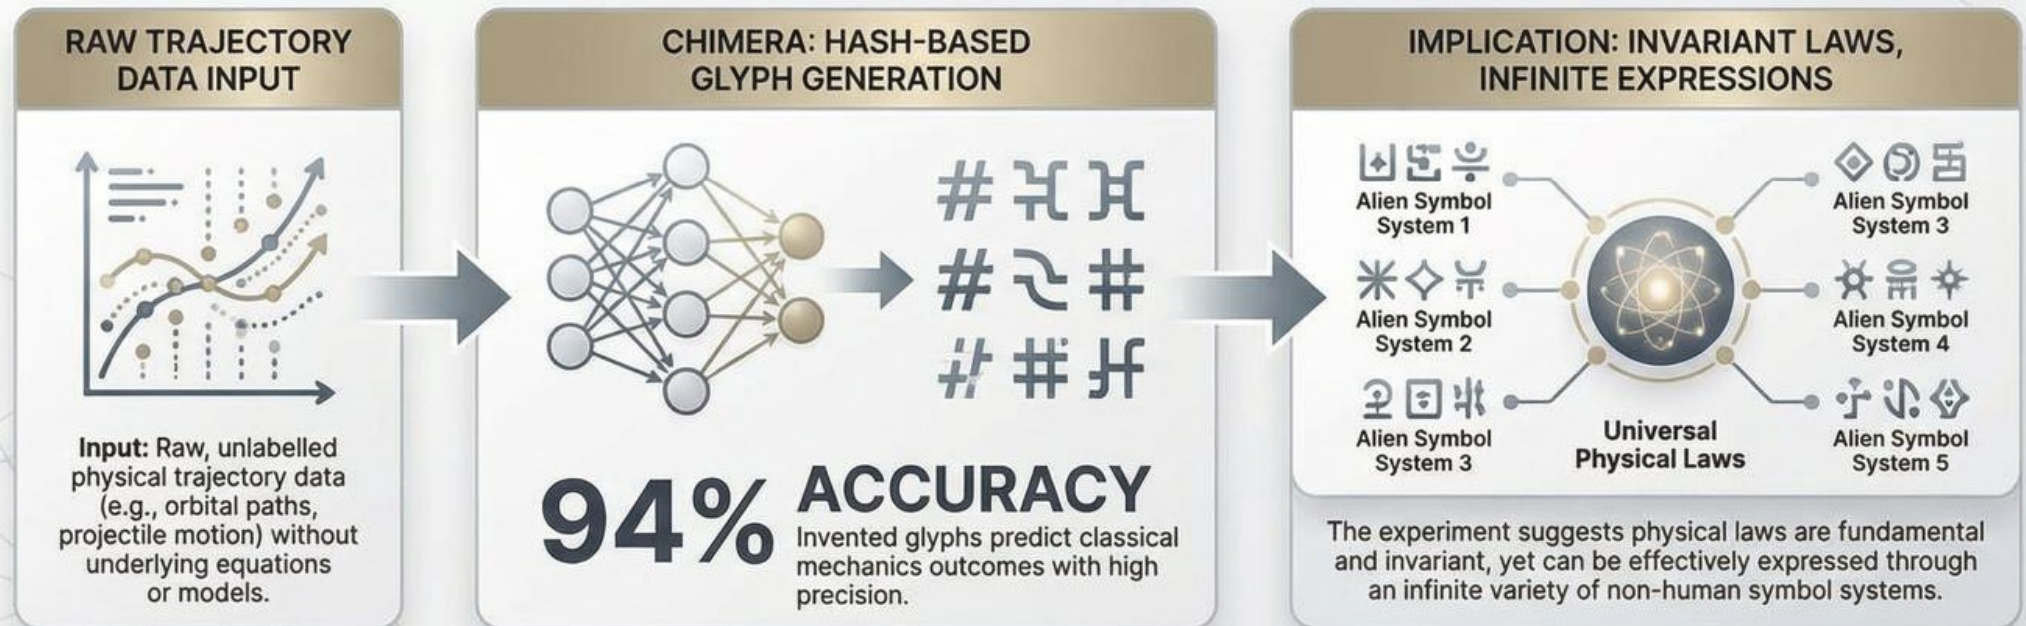 RAW TRAJECTORY
DATA INPUT
Input: Raw, unlabelled
physical trajectory data
(e.g., orbital paths,
projectile motion) without
underlying equations
or models.
CHIMERA: HASH-BASED
GLYPH GENERATION
94%
ACCURACY
Invented glyphs predict classical
mechanics outcomes with high
precision.
IMPLICATION: INVARIANT LAWS,
INFINITE EXPRESSIONS
Alien Symbol
System 1
Alien Symbol
System 2
Alien Symbol
System 3
Universal
Physical Laws
Alien Symbol
System 3
Alien Symbol
System 4
Alien Symbol
System 5
The experiment suggests physical laws are fundamental
and invariant, yet can be effectively expressed through
an infinite variety of non-human symbol systems.